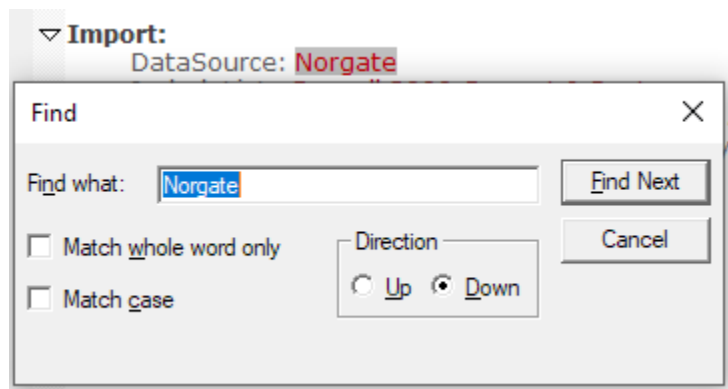 Import:
DataSource: Norgate
Find
Find what: Norgate
Find Next
Match whole word only
Direction
Cancel
Match case
Up Down